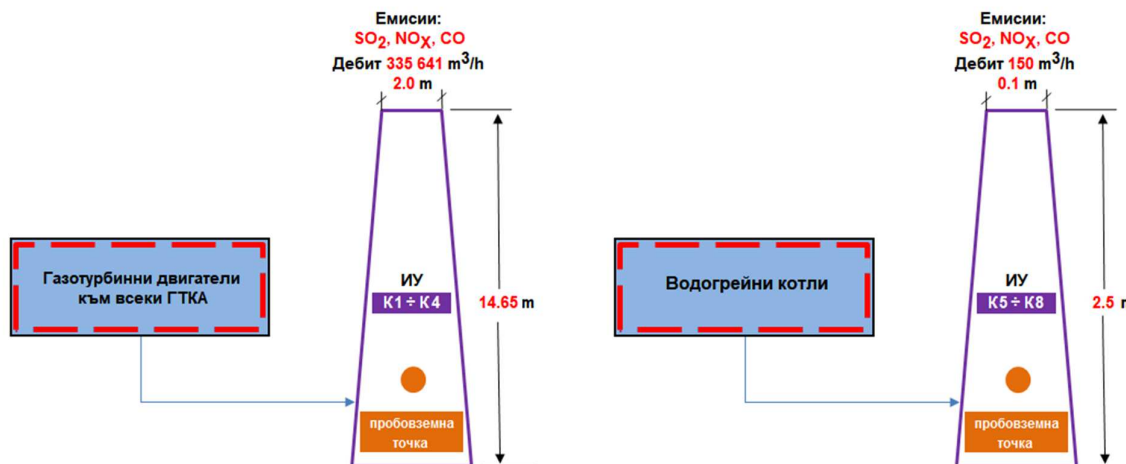 Емисии:
SO2, NOX, CO
Дебит 335 641 m3/h
2.0 m
Газотурбинни двигатели
към всеки ГТКА
ИУ
К1 ÷ К4
14.65 m
пробовземна
точка
Емисии:
SO2, NOX, CO
Дебит 150 m3/h
0.1 m
Водогрейни котли
ИУ
К5 ÷ К8
2.5 m
пробовземна
точка